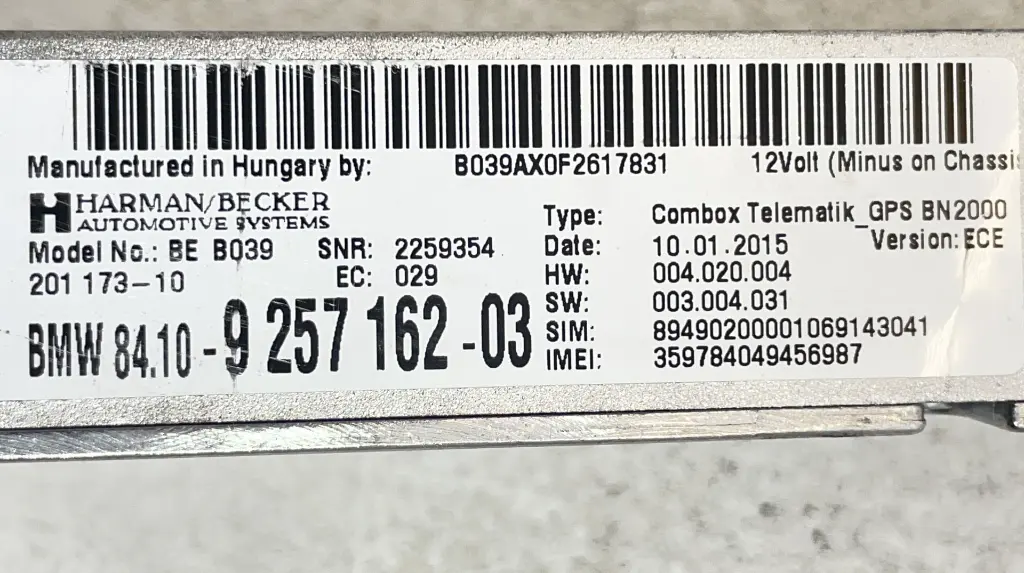 Manufactured in Hungary by: B039AX0F2617831 12Volt (Minus on Chassis
HARMAN/BECKER
AUTOMOTIVE SYSTEMS
Type: Combox Telematik_GPS BN2000
Model No.: BE B039 SNR: 2259354 Date: 10.01.2015 Version: ECE
201 173-10 EC: 029 HW: 004.020.004
SW: 003.004.031
BMW 84.10-9 257 162-03 SIM: 89490200001069143041
IMEI: 359784049456987